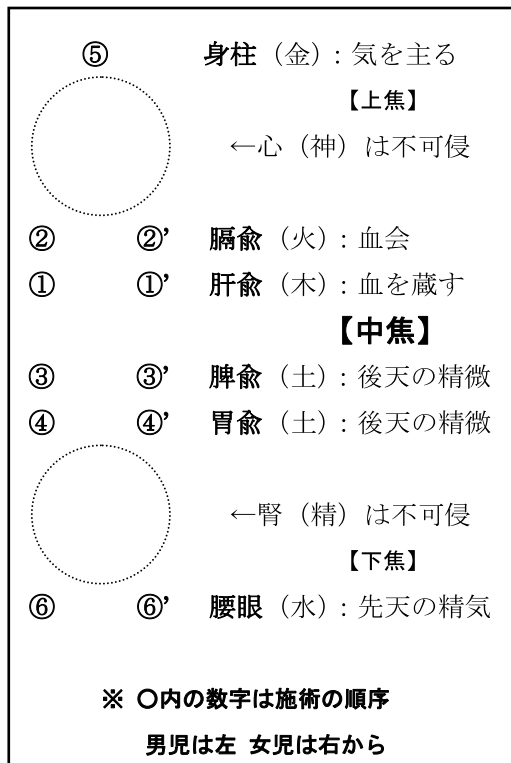 ⑤ 身柱（金）：気を主る
【上焦】
←心（神）は不可侵
② ②’ 膈兪（火）：血会
① ①’ 肝兪（木）：血を蔵す
【中焦】
③ ③’ 脾兪（土）：後天の精微
④ ④’ 胃兪（土）：後天の精微
←腎（精）は不可侵
【下焦】
⑥ ⑥’ 腰眼（水）：先天の精気
※ 〇内の数字は施術の順序
男児は左 女児は右から